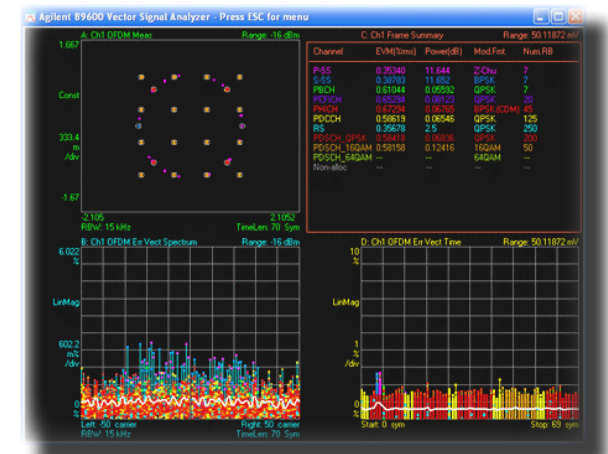 Agilent 89600 Vector Signal Analyzer - Press ESC for menu
A: Ch1 OFDM Meas Range: -16 dBm
1.667
Const
333.4
m
/div
-1.67
-2.105 2.1052
RBW: 15 kHz TimeLen: 70 Sym
C: Ch1 Frame Summary Range: 50.11872 mV
Channel EVM(%rms) Power(dB) Mod.Fmt. Num.RB
P-SS 0.35340 11.644 Z-Chu 7
S-SS 0.38783 11.652 BPSK 7
PBCH 0.61044 0.05592 QPSK 7
PCFICH 0.65294 0.08123 QPSK 20
PHICH 0.67294 0.06765 BPSK(CDM) 45
PDCCH 0.58619 0.06546 QPSK 125
RS 0.35678 2.5 QPSK 250
PDSCH_QPSK 0.58418 0.06836 QPSK 200
PDSCH_16QAM 0.58158 0.12416 16QAM 50
PDSCH_64QAM --- --- 64QAM ---
Non-alloc --- --- ---
B: Ch1 OFDM Err Vect Spectrum Range: -16 dBm
6.022
%
LinMag
602.2
m%
/div
0
%
Left: -50 carrier Right: 50 carrier
RBW: 15 kHz TimeLen: 70 Sym
D: Ch1 OFDM Err Vect Time Range: 50.11872 mV
10
%
LinMag
1
%
/div
0
%
Start: 0 sym Stop: 69 sym